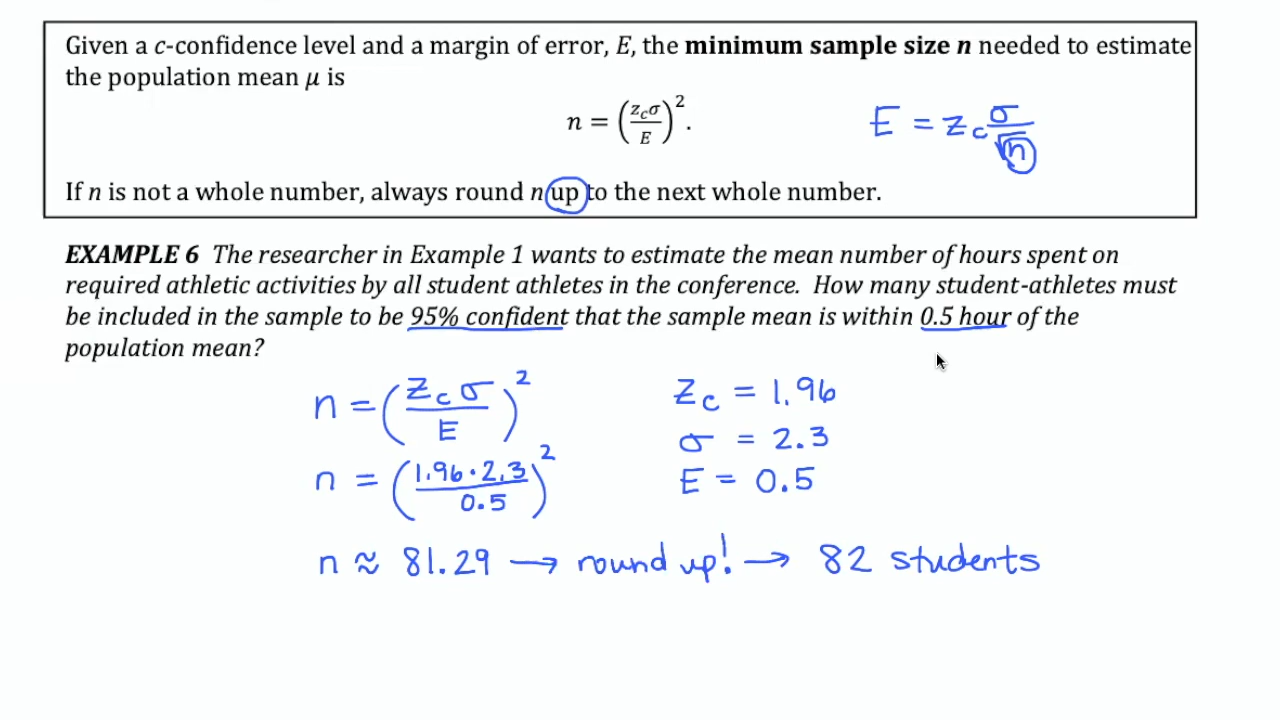 Given a c-confidence level and a margin of error, E, the minimum sample size n needed to estimate
the population mean μ is
n = (z_cσ/E)^2.
E = z_c σ/√n
If n is not a whole number, always round n up to the next whole number.
EXAMPLE 6 The researcher in Example 1 wants to estimate the mean number of hours spent on
required athletic activities by all student athletes in the conference. How many student-athletes must
be included in the sample to be 95% confident that the sample mean is within 0.5 hour of the
population mean?
n = (z_c σ/E)^2
z_c = 1.96
σ = 2.3
n = (1.96 · 2.3/0.5)^2
E = 0.5
n ≈ 81.29 → round up! → 82 students